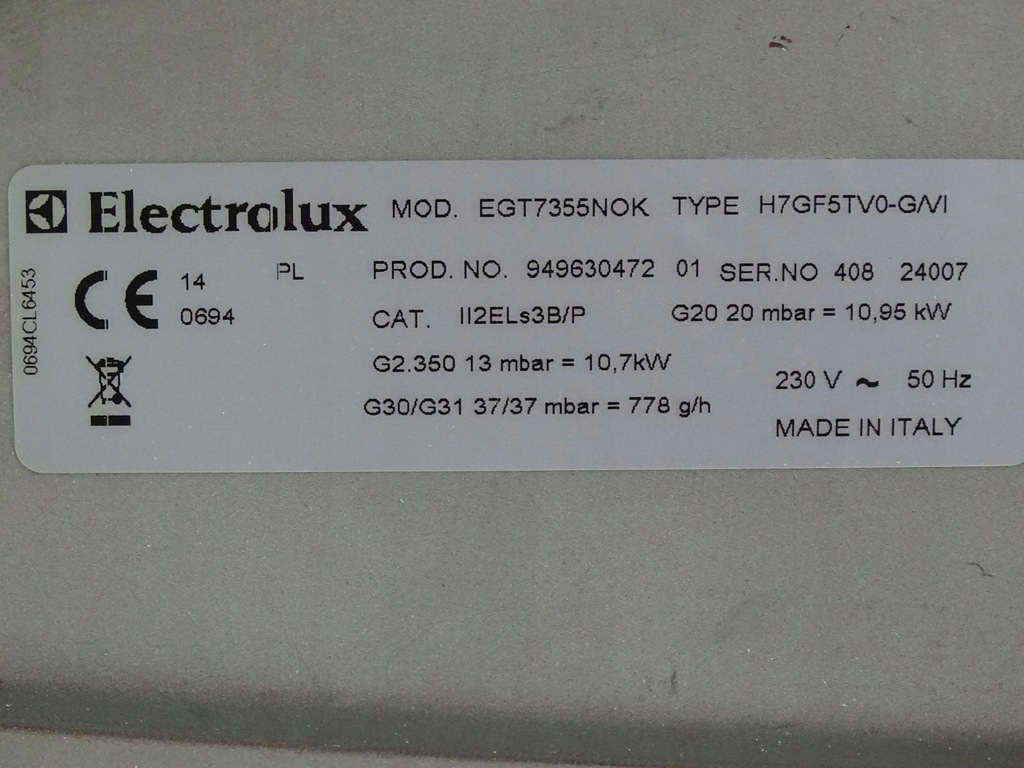 Electrolux MOD. EGT7355NOK TYPE H7GF5TV0-G/VI
14 PL PROD. NO. 949630472 01 SER.NO 408 24007
0694 CAT. II2ELs3B/P G20 20 mbar = 10,95 kW
G2.350 13 mbar = 10,7kW
230 V ~ 50 Hz
G30/G31 37/37 mbar = 778 g/h
MADE IN ITALY
0694CL6453
CE